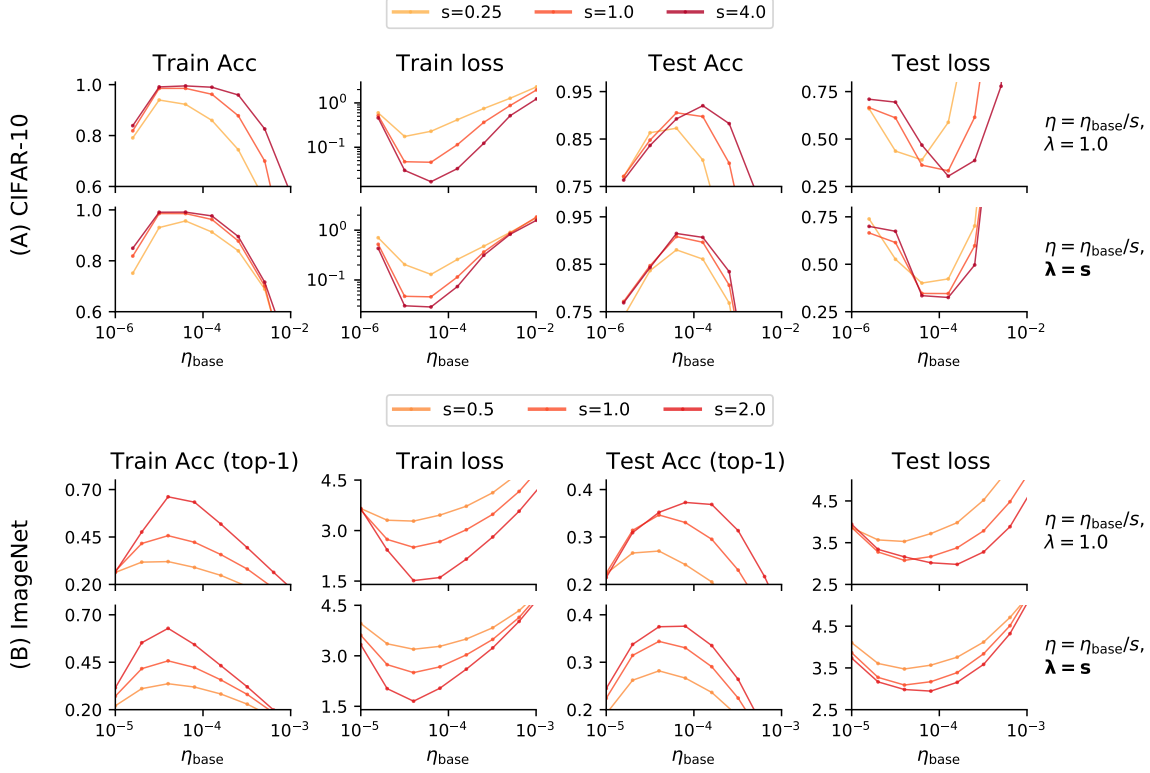 s=0.25 s=1.0 s=4.0
Train Acc Train loss Test Acc Test loss
(A) CIFAR-10
1.0 0.8 0.6
10⁰ 10⁻¹
0.95 0.85 0.75
0.75 0.50 0.25
η = η_base/s,
λ = 1.0
1.0 0.8 0.6
10⁰ 10⁻¹
0.95 0.85 0.75
0.75 0.50 0.25
η = η_base/s,
λ = s
10⁻⁶ 10⁻⁴ 10⁻² 10⁻⁶ 10⁻⁴ 10⁻² 10⁻⁶ 10⁻⁴ 10⁻² 10⁻⁶ 10⁻⁴ 10⁻²
η_base η_base η_base η_base
s=0.5 s=1.0 s=2.0
Train Acc (top-1) Train loss Test Acc (top-1) Test loss
(B) ImageNet
0.70 0.45 0.20
4.5 3.0 1.5
0.4 0.3 0.2
4.5 3.5 2.5
η = η_base/s,
λ = 1.0
0.70 0.45 0.20
4.5 3.0 1.5
0.4 0.3 0.2
4.5 3.5 2.5
η = η_base/s,
λ = s
10⁻⁵ 10⁻⁴ 10⁻³ 10⁻⁵ 10⁻⁴ 10⁻³ 10⁻⁵ 10⁻⁴ 10⁻³ 10⁻⁵ 10⁻⁴ 10⁻³
η_base η_base η_base η_base